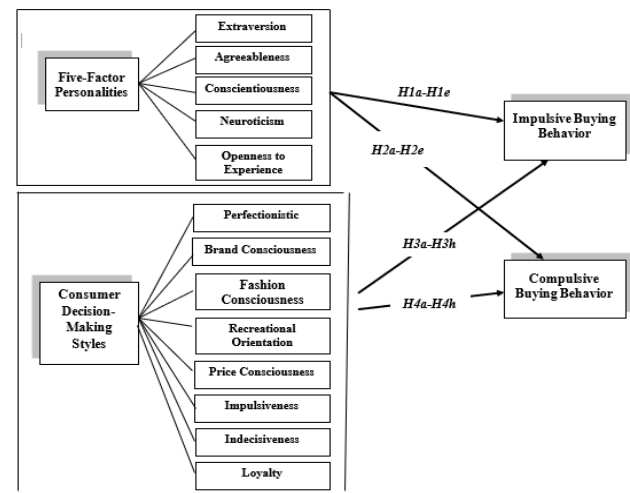 Extraversion
Agreeableness
Five-Factor
Personalities
Conscientiousness
Neuroticism
Openness to
Experience
H1a-H1e
Impulsive Buying
Behavior
H2a-H2e
Perfectionistic
Brand Consciousness
Fashion
Consciousness
Consumer
Decision-
Making
Styles
Recreational
Orientation
Price Consciousness
Impulsiveness
Indecisiveness
Loyalty
H3a-H3h
H4a-H4h
Compulsive
Buying Behavior